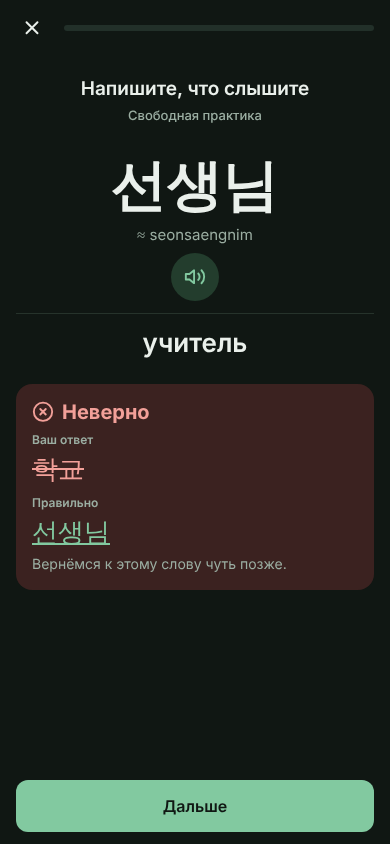 Напишите, что слышите
Свободная практика
선생님
≈ seonsaengnim
учитель
Неверно
Ваш ответ
학교
Правильно
선생님
Вернёмся к этому слову чуть позже.
Дальше